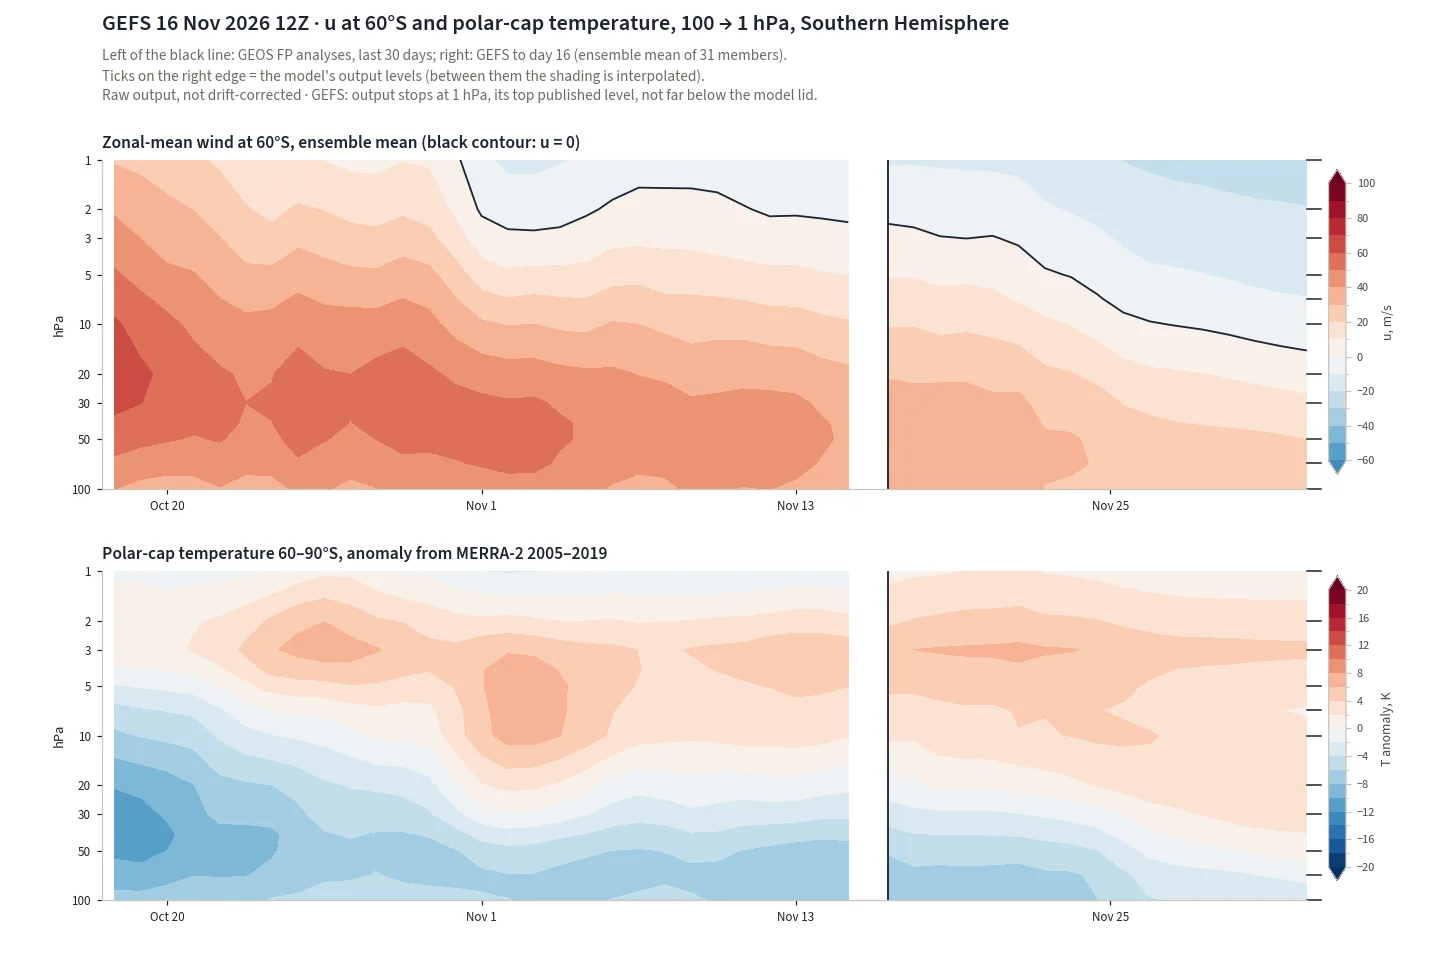 GEFS 16 Nov 2026 12Z · u at 60°S and polar-cap temperature, 100 → 1 hPa, Southern Hemisphere
Left of the black line: GEOS FP analyses, last 30 days; right: GEFS to day 16 (ensemble mean of 31 members).
Ticks on the right edge = the model's output levels (between them the shading is interpolated).
Raw output, not drift-corrected · GEFS: output stops at 1 hPa, its top published level, not far below the model lid.
Zonal-mean wind at 60°S, ensemble mean (black contour: u = 0)
1
2
3
5
10
20
30
50
100
hPa
Oct 20
Nov 1
Nov 13
Nov 25
100
80
60
40
20
0
−20
−40
−60
u, m/s
Polar-cap temperature 60–90°S, anomaly from MERRA-2 2005–2019
1
2
3
5
10
20
30
50
100
hPa
Oct 20
Nov 1
Nov 13
Nov 25
20
16
12
8
4
0
−4
−8
−12
−16
−20
T anomaly, K